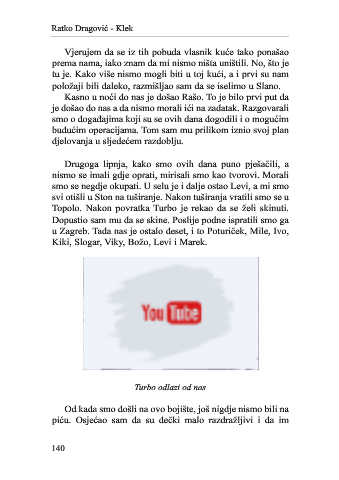 Ratko Dragović - Klek
Vjerujem da se iz tih pobuda vlasnik kuće tako ponašao
prema nama, iako znam da mi nismo ništa uništili. No, što je
tu je. Kako više nismo mogli biti u toj kući, a i prvi su nam
položaji bili daleko, razmišljao sam da se iselimo u Slano.
Kasno u noći do nas je došao Rašo. To je bilo prvi put da
je došao do nas a da nismo morali ići na zadatak. Razgovarali
smo o događajima koji su se ovih dana dogodili i o mogućim
budućim operacijama. Tom sam mu prilikom iznio svoj plan
djelovanja u sljedećem razdoblju.
Drugoga lipnja, kako smo ovih dana puno pješačili, a
nismo se imali gdje oprati, mirisali smo kao tvorovi. Morali
smo se negdje okupati. U selu je i dalje ostao Levi, a mi smo
svi otišli u Ston na tuširanje. Nakon tuširanja vratili smo se u
Topolo. Nakon povratka Turbo je rekao da se želi skinuti.
Dopustio sam mu da se skine. Poslije podne ispratili smo ga
u Zagreb. Tada nas je ostalo deset, i to Poturiček, Mile, Ivo,
Kiki, Slogar, Viky, Božo, Levi i Marek.
You Tube
Turbo odlazi od nas
Od kada smo došli na ovo bojište, još nigdje nismo bili na
piću. Osjećao sam da su dečki malo razdražljivi i da im
140